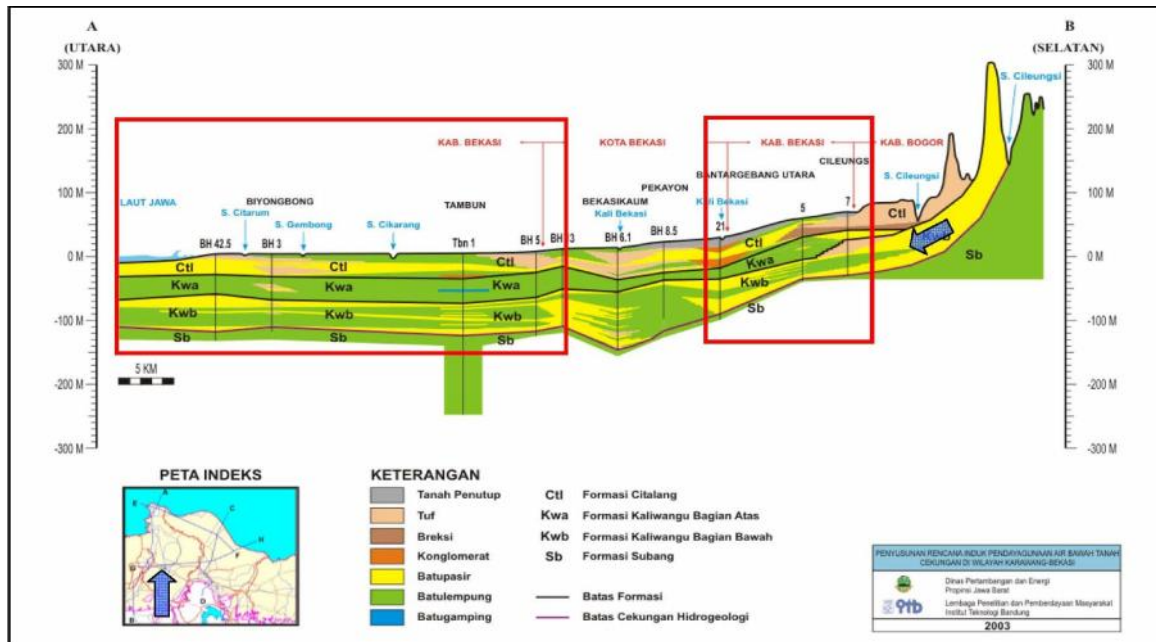 A
(UTARA)
B
(SELATAN)
300 M
200 M
100 M
0 M
-100 M
-200 M
-300 M
300 M
200 M
100 M
0 M
-100 M
-200 M
-300 M
S. Cileungsi
KAB. BEKASI
KOTA BEKASI
KAB. BEKASI
KAB. BOGOR
CILEUNGS
BANTARGEBANG UTARA
S. Cileungsi
PEKAYON
LAUT JAWA
BIYONGBONG
TAMBUN
BEKASIKAUM
Kali Bekasi
Kali Bekasi
S. Citarum
S. Gembong
S. Cikarang
BH 42.5
BH 3
Tbn 1
BH 5
BH 6.1
BH 8.5
21
5
7
Ctl
Ctl
Ctl
Ctl
Ctl
Kwa
Kwa
Kwa
Kwa
Kwb
Kwb
Kwb
Kwb
Sb
Sb
Sb
Sb
Sb
5 KM
PETA INDEKS
KETERANGAN
Tanah Penutup
Tuf
Breksi
Konglomerat
Batupasir
Batulempung
Batugamping
Ctl Formasi Citalang
Kwa Formasi Kaliwangu Bagian Atas
Kwb Formasi Kaliwangu Bagian Bawah
Sb Formasi Subang
Batas Formasi
Batas Cekungan Hidrogeologi
PENYUSUNAN RENCANA INDUK PENDAYAGUNAAN AIR BAWAH TANAH
CEKUNGAN DI WILAYAH KARAWANG-BEKASI
Dinas Pertambangan dan Energi
Propinsi Jawa Barat
itb
Lembaga Penelitian dan Pemberdayaan Masyarakat
Institut Teknologi Bandung
2003